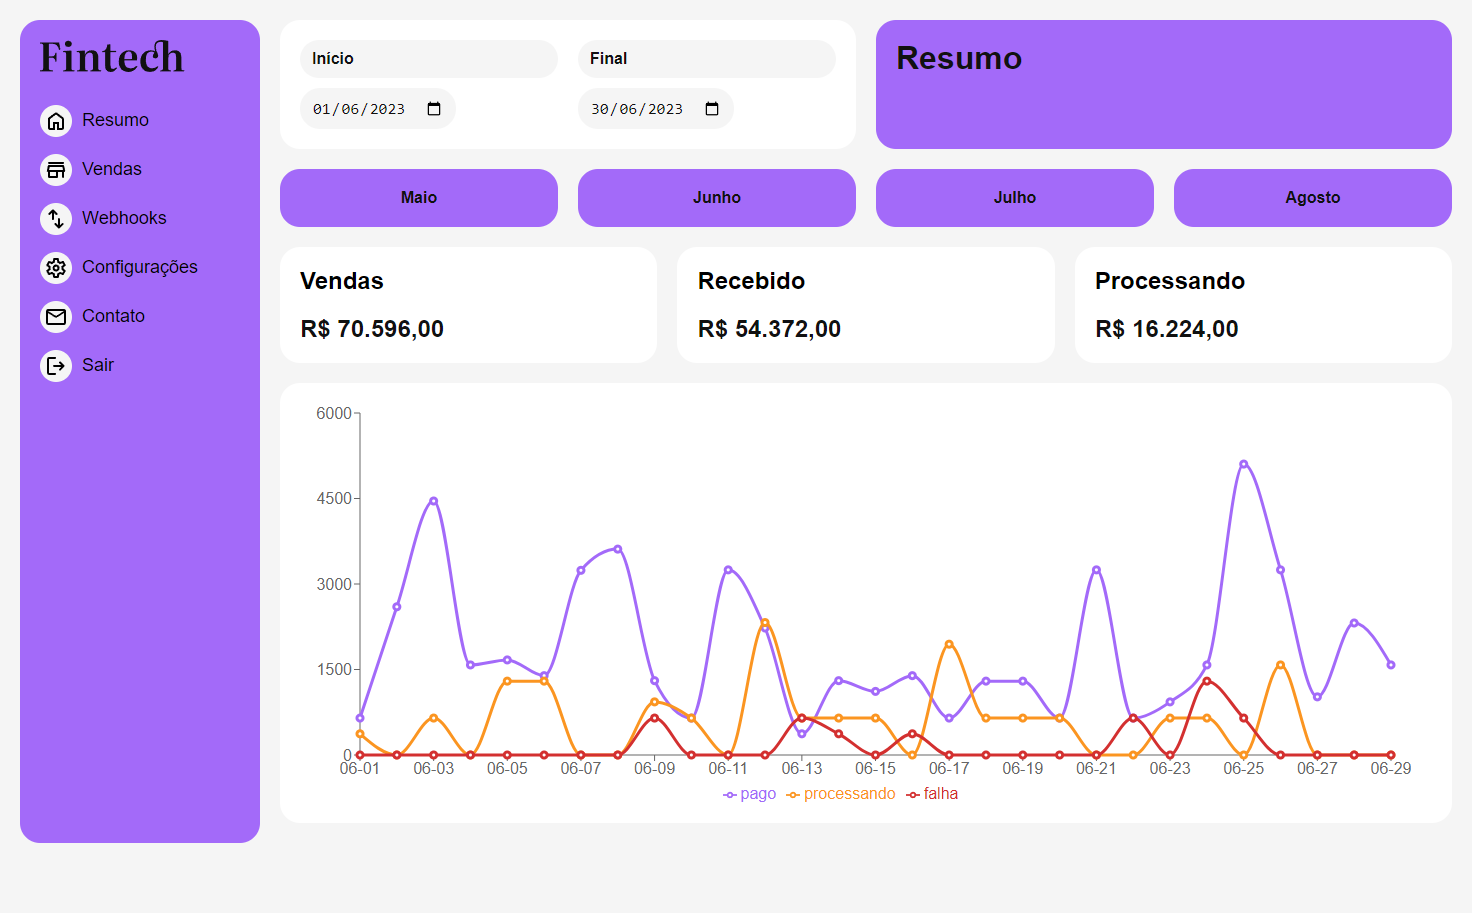 Fintech
Resumo
Vendas
Webhooks
Configurações
Contato
Sair
Início
01/06/2023
Final
30/06/2023
Resumo
Maio
Junho
Julho
Agosto
Vendas
R$ 70.596,00
Recebido
R$ 54.372,00
Processando
R$ 16.224,00
6000
4500
3000
1500
0
06-01 06-03 06-05 06-07 06-09 06-11 06-13 06-15 06-17 06-19 06-21 06-23 06-25 06-27 06-29
pago processando falha